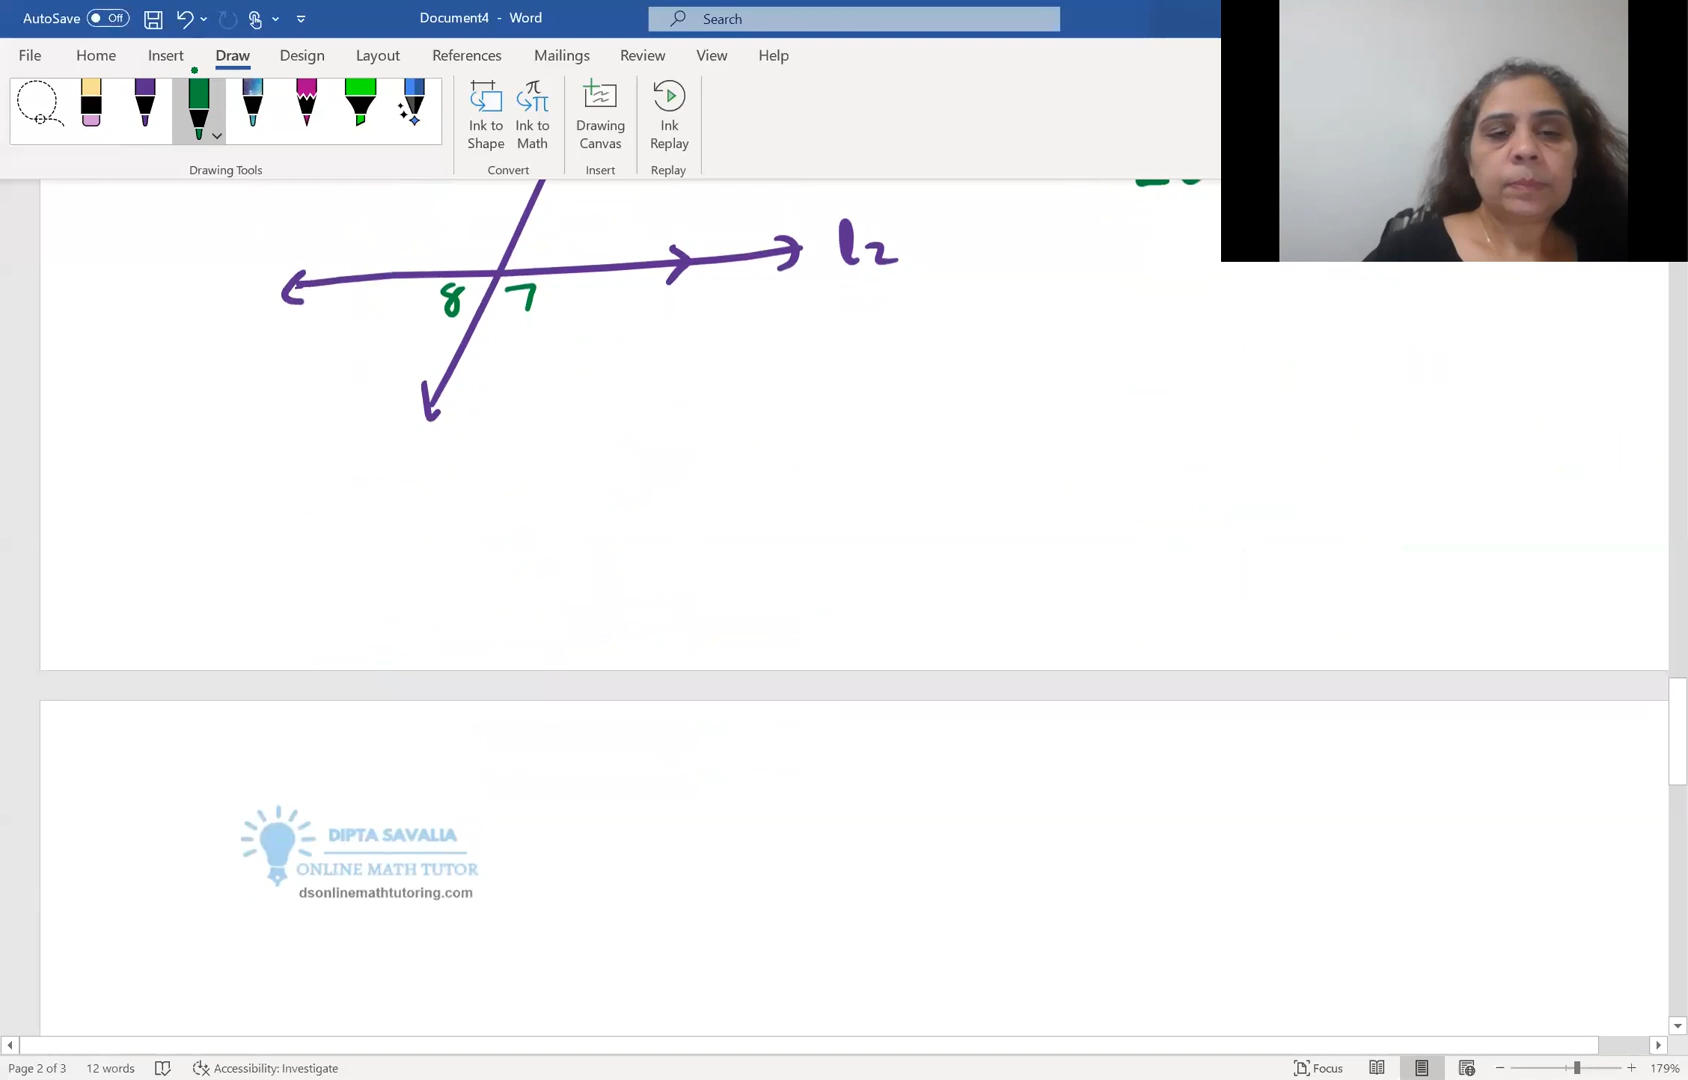 AutoSave Off Document4 - Word Search
File Home Insert Draw Design Layout References Mailings Review View Help
Ink to Shape
Ink to Math
Drawing Canvas
Ink Replay
Drawing Tools Convert Insert Replay
l2
8 7
DIPTA SAVALIA
ONLINE MATH TUTOR
dsonlinemathtutoring.com
Page 2 of 3 12 words Accessibility: Investigate Focus 179%